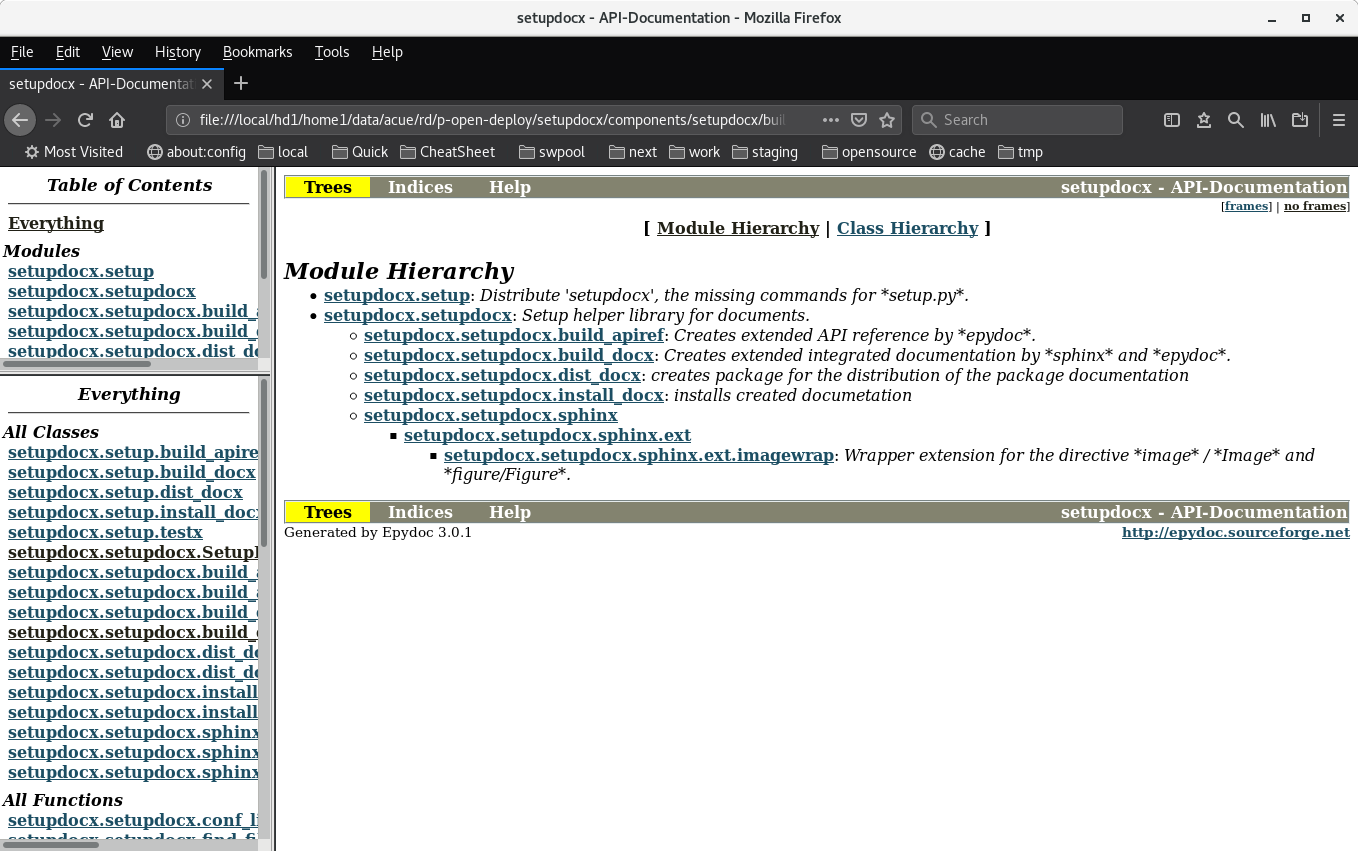 setupdocx - API-Documentation - Mozilla Firefox
File Edit View History Bookmarks Tools Help
setupdocx - API-Documentat
file:///local/hd1/home1/data/acue/rd/p-open-deploy/setupdocx/components/setupdocx/buil
Search
Most Visited about:config local Quick CheatSheet swpool next work staging opensource cache tmp
Table of Contents
Everything
Modules
setupdocx.setup
setupdocx.setupdocx
setupdocx.setupdocx.build_a
setupdocx.setupdocx.build_
setupdocx.setupdocx.dist_do
Everything
All Classes
setupdocx.setup.build_apire
setupdocx.setup.build_docx
setupdocx.setup.dist_docx
setupdocx.setup.install_docx
setupdocx.setup.testx
setupdocx.setupdocx.Setup
setupdocx.setupdocx.build_a
setupdocx.setupdocx.build_a
setupdocx.setupdocx.build_
setupdocx.setupdocx.build_
setupdocx.setupdocx.dist_do
setupdocx.setupdocx.dist_do
setupdocx.setupdocx.install
setupdocx.setupdocx.install
setupdocx.setupdocx.sphinx
setupdocx.setupdocx.sphinx
setupdocx.setupdocx.sphinx
All Functions
setupdocx.setupdocx.conf_li
setupdocx.setupdocx.find_fi
Trees Indices Help setupdocx - API-Documentation
[frames] | no frames]
[ Module Hierarchy | Class Hierarchy ]
Module Hierarchy
• setupdocx.setup: Distribute 'setupdocx', the missing commands for *setup.py*.
• setupdocx.setupdocx: Setup helper library for documents.
◦ setupdocx.setupdocx.build_apiref: Creates extended API reference by *epydoc*.
◦ setupdocx.setupdocx.build_docx: Creates extended integrated documentation by *sphinx* and *epydoc*.
◦ setupdocx.setupdocx.dist_docx: creates package for the distribution of the package documentation
◦ setupdocx.setupdocx.install_docx: installs created documetation
◦ setupdocx.setupdocx.sphinx
▪ setupdocx.setupdocx.sphinx.ext
▪ setupdocx.setupdocx.sphinx.ext.imagewrap: Wrapper extension for the directive *image* / *Image* and
*figure/Figure*.
Trees Indices Help setupdocx - API-Documentation
Generated by Epydoc 3.0.1 http://epydoc.sourceforge.net